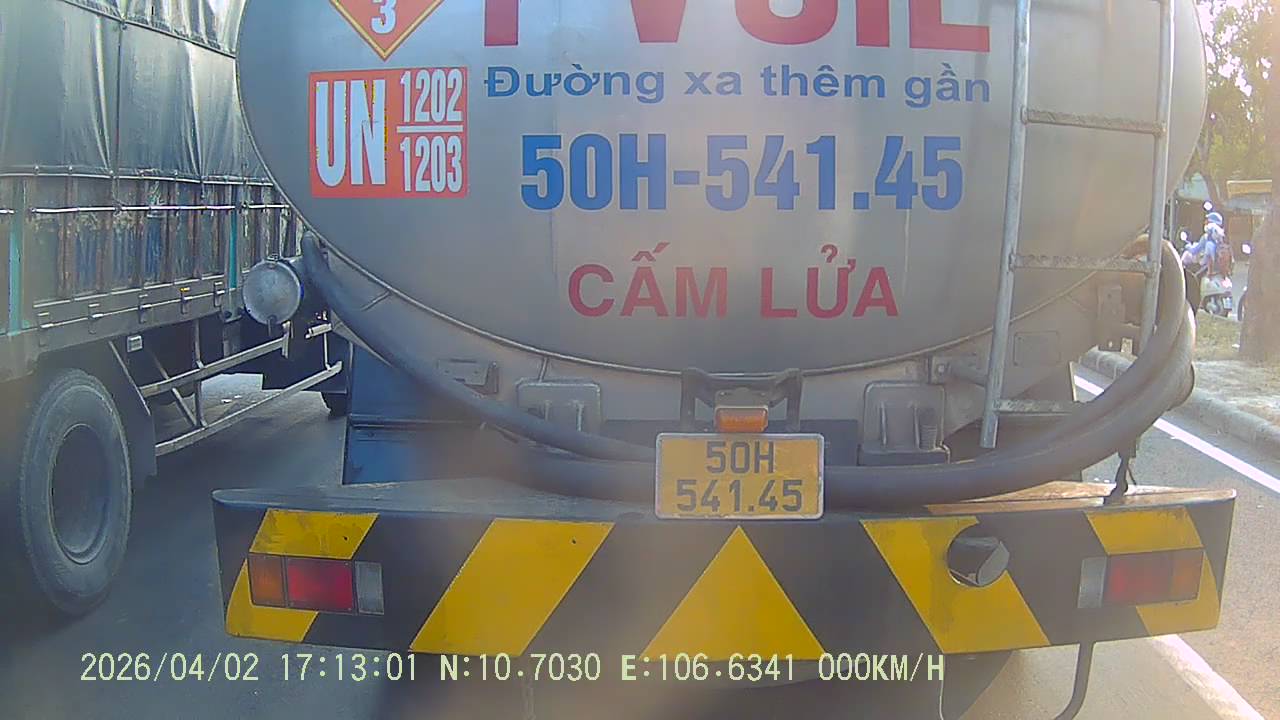 3
PVOIL
UN 1202
1203
Đường xa thêm gần
50H-541.45
CẤM LỬA
50H
541.45
2026/04/02 17:13:01 N:10.7030 E:106.6341 000KM/H